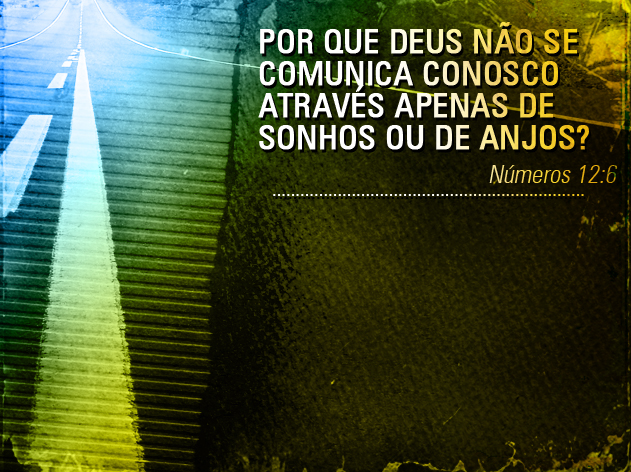 POR QUE DEUS NÃO SE
COMUNICA CONOSCO
ATRAVÉS APENAS DE
SONHOS OU DE ANJOS?
Números 12:6